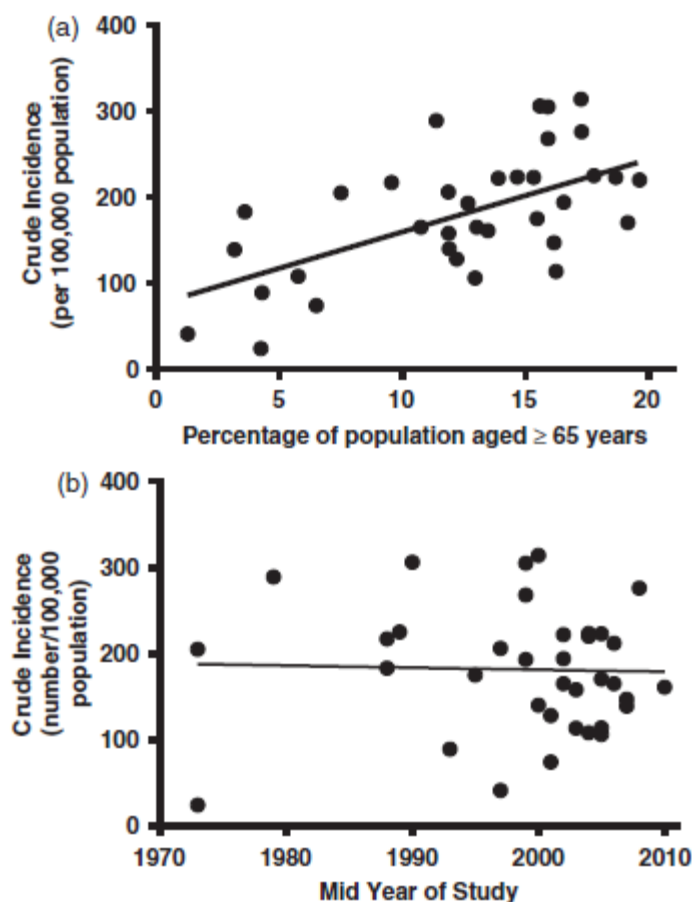 (a)
Crude Incidence
(per 100,000 population)
400
300
200
100
0
0 5 10 15 20
Percentage of population aged ≥ 65 years
(b)
Crude Incidence
(number/100,000
population)
400
300
200
100
0
1970 1980 1990 2000 2010
Mid Year of Study